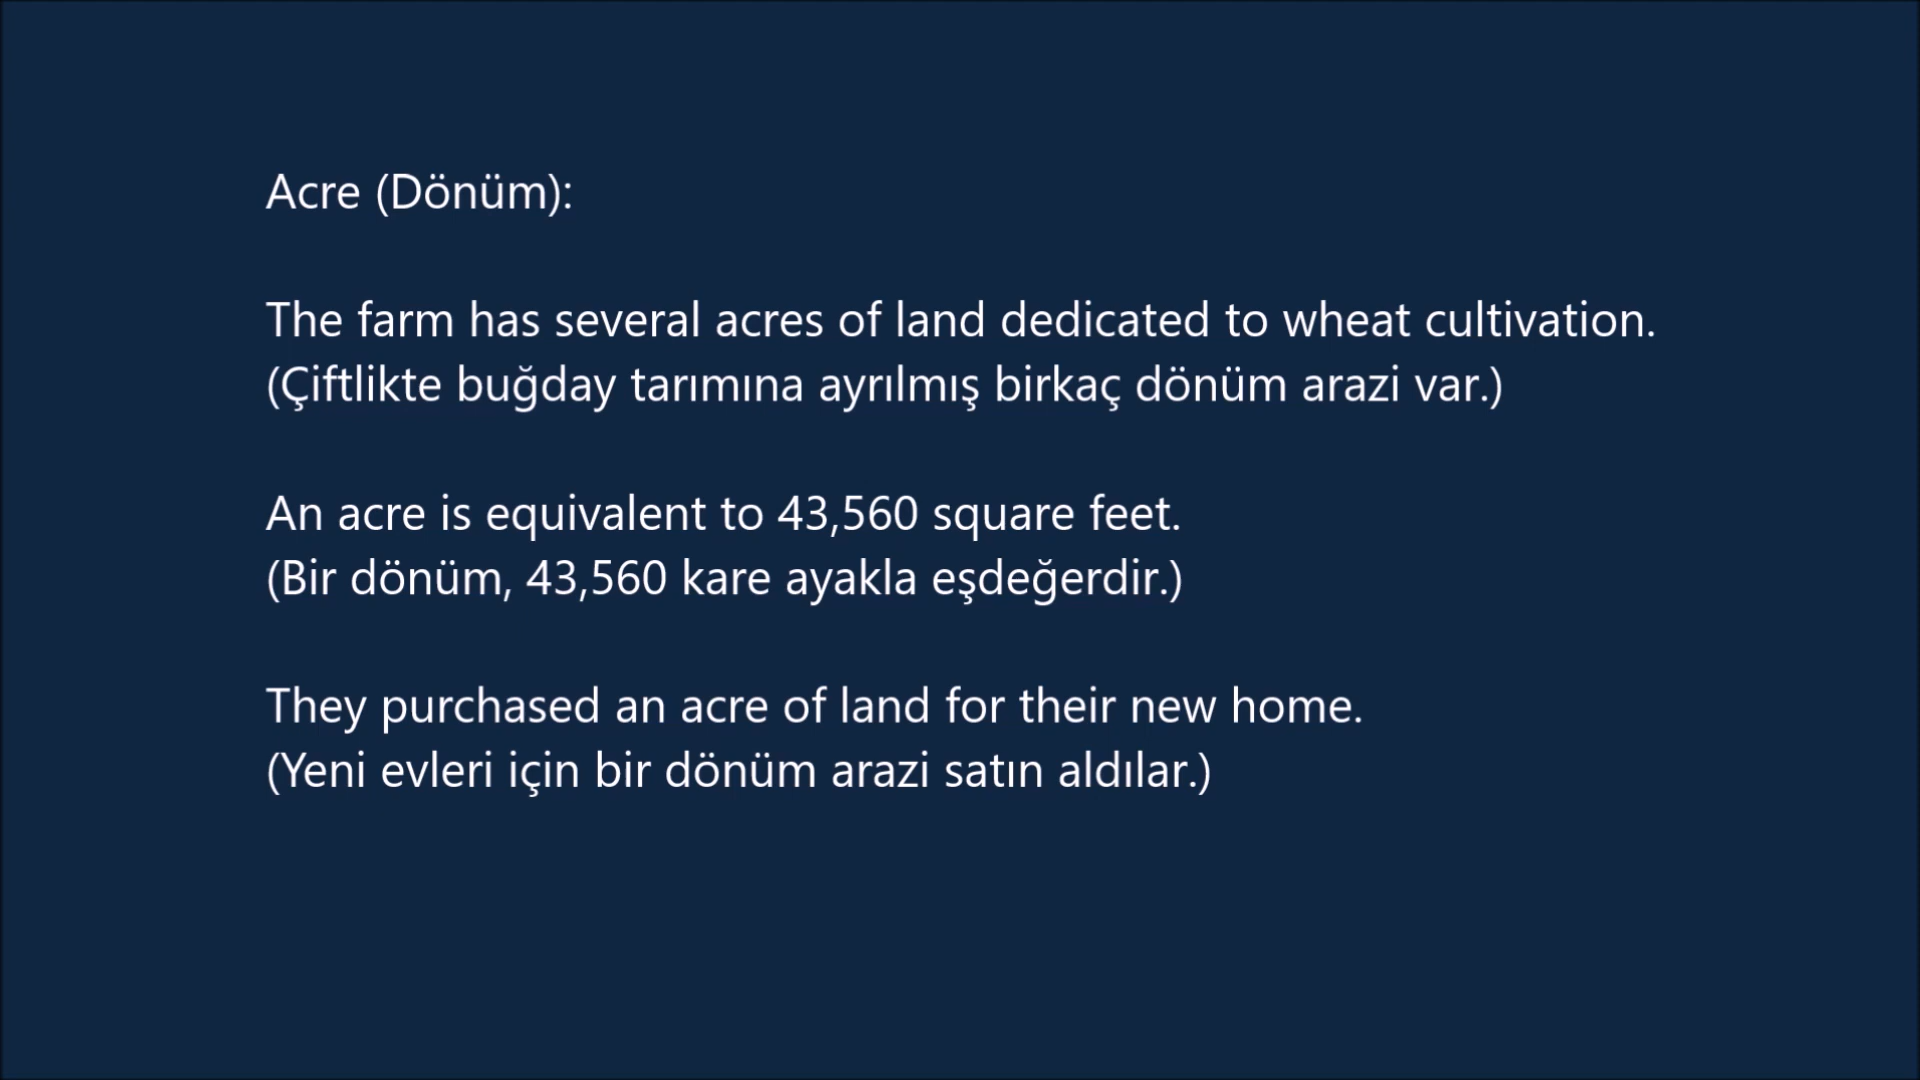 Acre (Dönüm):
The farm has several acres of land dedicated to wheat cultivation.
(Çiftlikte buğday tarımına ayrılmış birkaç dönüm arazi var.)
An acre is equivalent to 43,560 square feet.
(Bir dönüm, 43,560 kare ayakla eşdeğerdir.)
They purchased an acre of land for their new home.
(Yeni evleri için bir dönüm arazi satın aldılar.)